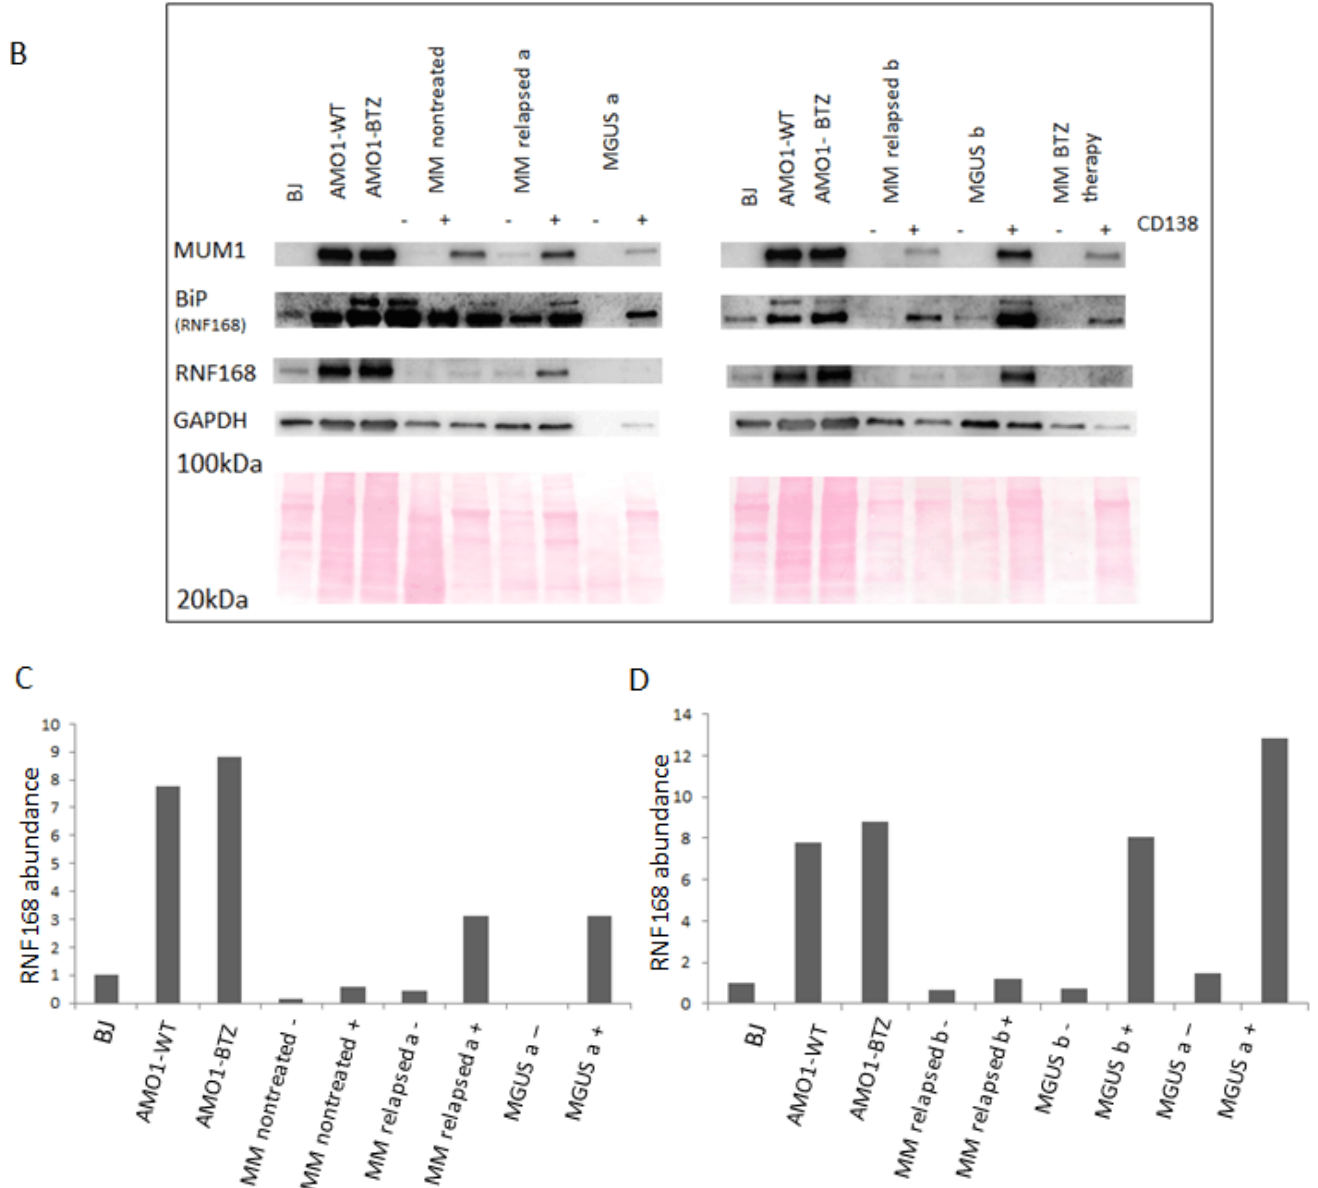 B
BJ
AMO1-WT
AMO1-BTZ
MM nontreated
MM relapsed a
MGUS a
BJ
AMO1-WT
AMO1- BTZ
MM relapsed b
MGUS b
MM BTZ
therapy
- + - + - + - + - + - + CD138
MUM1
BiP
(RNF168)
RNF168
GAPDH
100kDa
20kDa
C
RNF168 abundance
10
9
8
7
6
5
4
3
2
1
0
BJ
AMO1-WT
AMO1-BTZ
MM nontreated -
MM nontreated +
MM relapsed a -
MM relapsed a +
MGUS a –
MGUS a +
D
RNF168 abundance
14
12
10
8
6
4
2
0
BJ
AMO1-WT
AMO1-BTZ
MM relapsed b -
MM relapsed b +
MGUS b -
MGUS b +
MGUS a –
MGUS a +